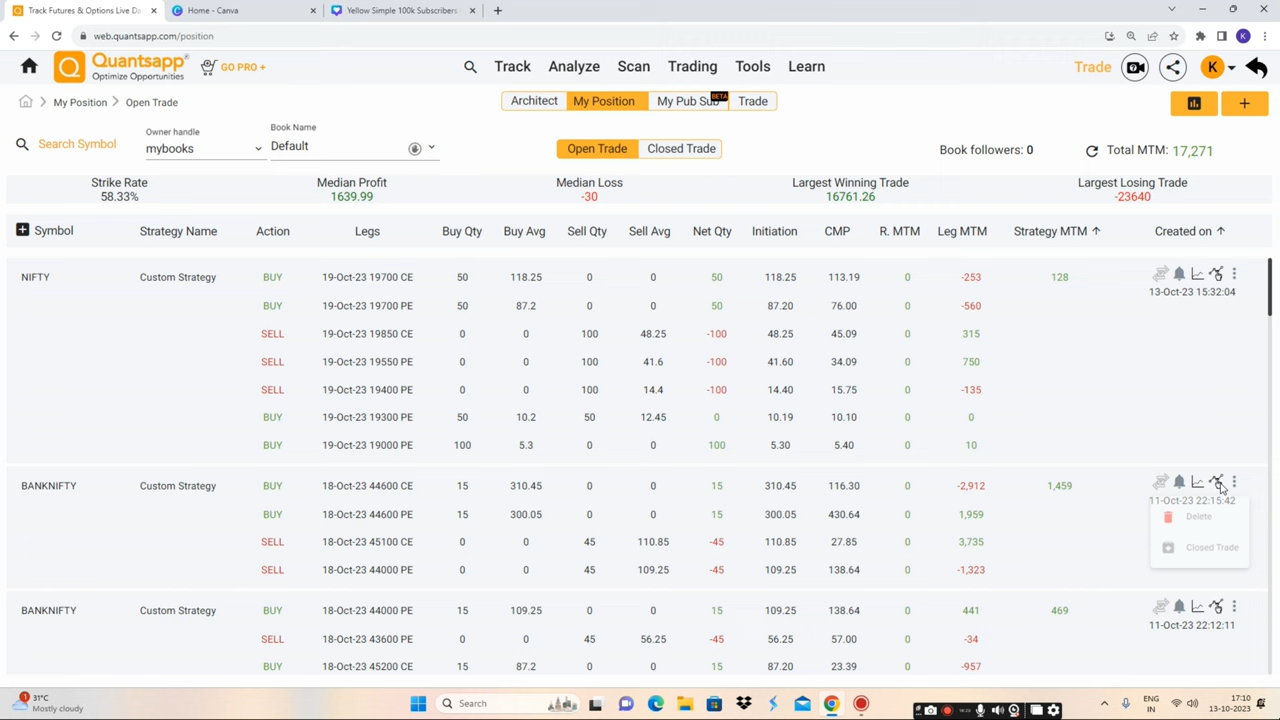 Track Futures & Options Live Da
Home - Canva
Yellow Simple 100k Subscribers
web.quantsapp.com/position
K
Quantsapp
Optimize Opportunities
GO PRO +
Track Analyze Scan Trading Tools Learn
Trade
K
My Position Open Trade
Architect My Position My Pub Sub BETA Trade
Search Symbol
Owner handle
mybooks
Book Name
Default
Open Trade Closed Trade
Book followers: 0
Total MTM: 17,271
Strike Rate Median Profit Median Loss Largest Winning Trade Largest Losing Trade
58.33% 1639.99 -30 16761.26 -23640
Symbol Strategy Name Action Legs Buy Qty Buy Avg Sell Qty Sell Avg Net Qty Initiation CMP R. MTM Leg MTM Strategy MTM Created on
NIFTY Custom Strategy BUY 19-Oct-23 19700 CE 50 118.25 0 0 50 118.25 113.19 0 -253 128
13-Oct-23 15:32:04
BUY 19-Oct-23 19700 PE 50 87.2 0 0 50 87.20 76.00 0 -560
SELL 19-Oct-23 19850 CE 0 0 100 48.25 -100 48.25 45.09 0 315
SELL 19-Oct-23 19550 PE 0 0 100 41.6 -100 41.60 34.09 0 750
SELL 19-Oct-23 19400 PE 0 0 100 14.4 -100 14.40 15.75 0 -135
BUY 19-Oct-23 19300 PE 50 10.2 50 12.45 0 10.19 10.10 0 0
BUY 19-Oct-23 19000 PE 100 5.3 0 0 100 5.30 5.40 0 10
BANKNIFTY Custom Strategy BUY 18-Oct-23 44600 CE 15 310.45 0 0 15 310.45 116.30 0 -2,912 1,459
11-Oct-23 22:15:42
BUY 18-Oct-23 44600 PE 15 300.05 0 0 15 300.05 430.64 0 1,959
Delete
SELL 18-Oct-23 45100 CE 0 0 45 110.85 -45 110.85 27.85 0 3,735
Closed Trade
SELL 18-Oct-23 44000 PE 0 0 45 109.25 -45 109.25 138.64 0 -1,323
BANKNIFTY Custom Strategy BUY 18-Oct-23 44000 PE 15 109.25 0 0 15 109.25 138.64 0 441 469
11-Oct-23 22:12:11
SELL 18-Oct-23 43600 PE 0 0 45 56.25 -45 56.25 57.00 0 -34
BUY 18-Oct-23 45200 CE 15 87.2 0 0 15 87.20 23.39 0 -957
1
31°C
Mostly cloudy
Search
ENG
IN
17:10
13-10-2023